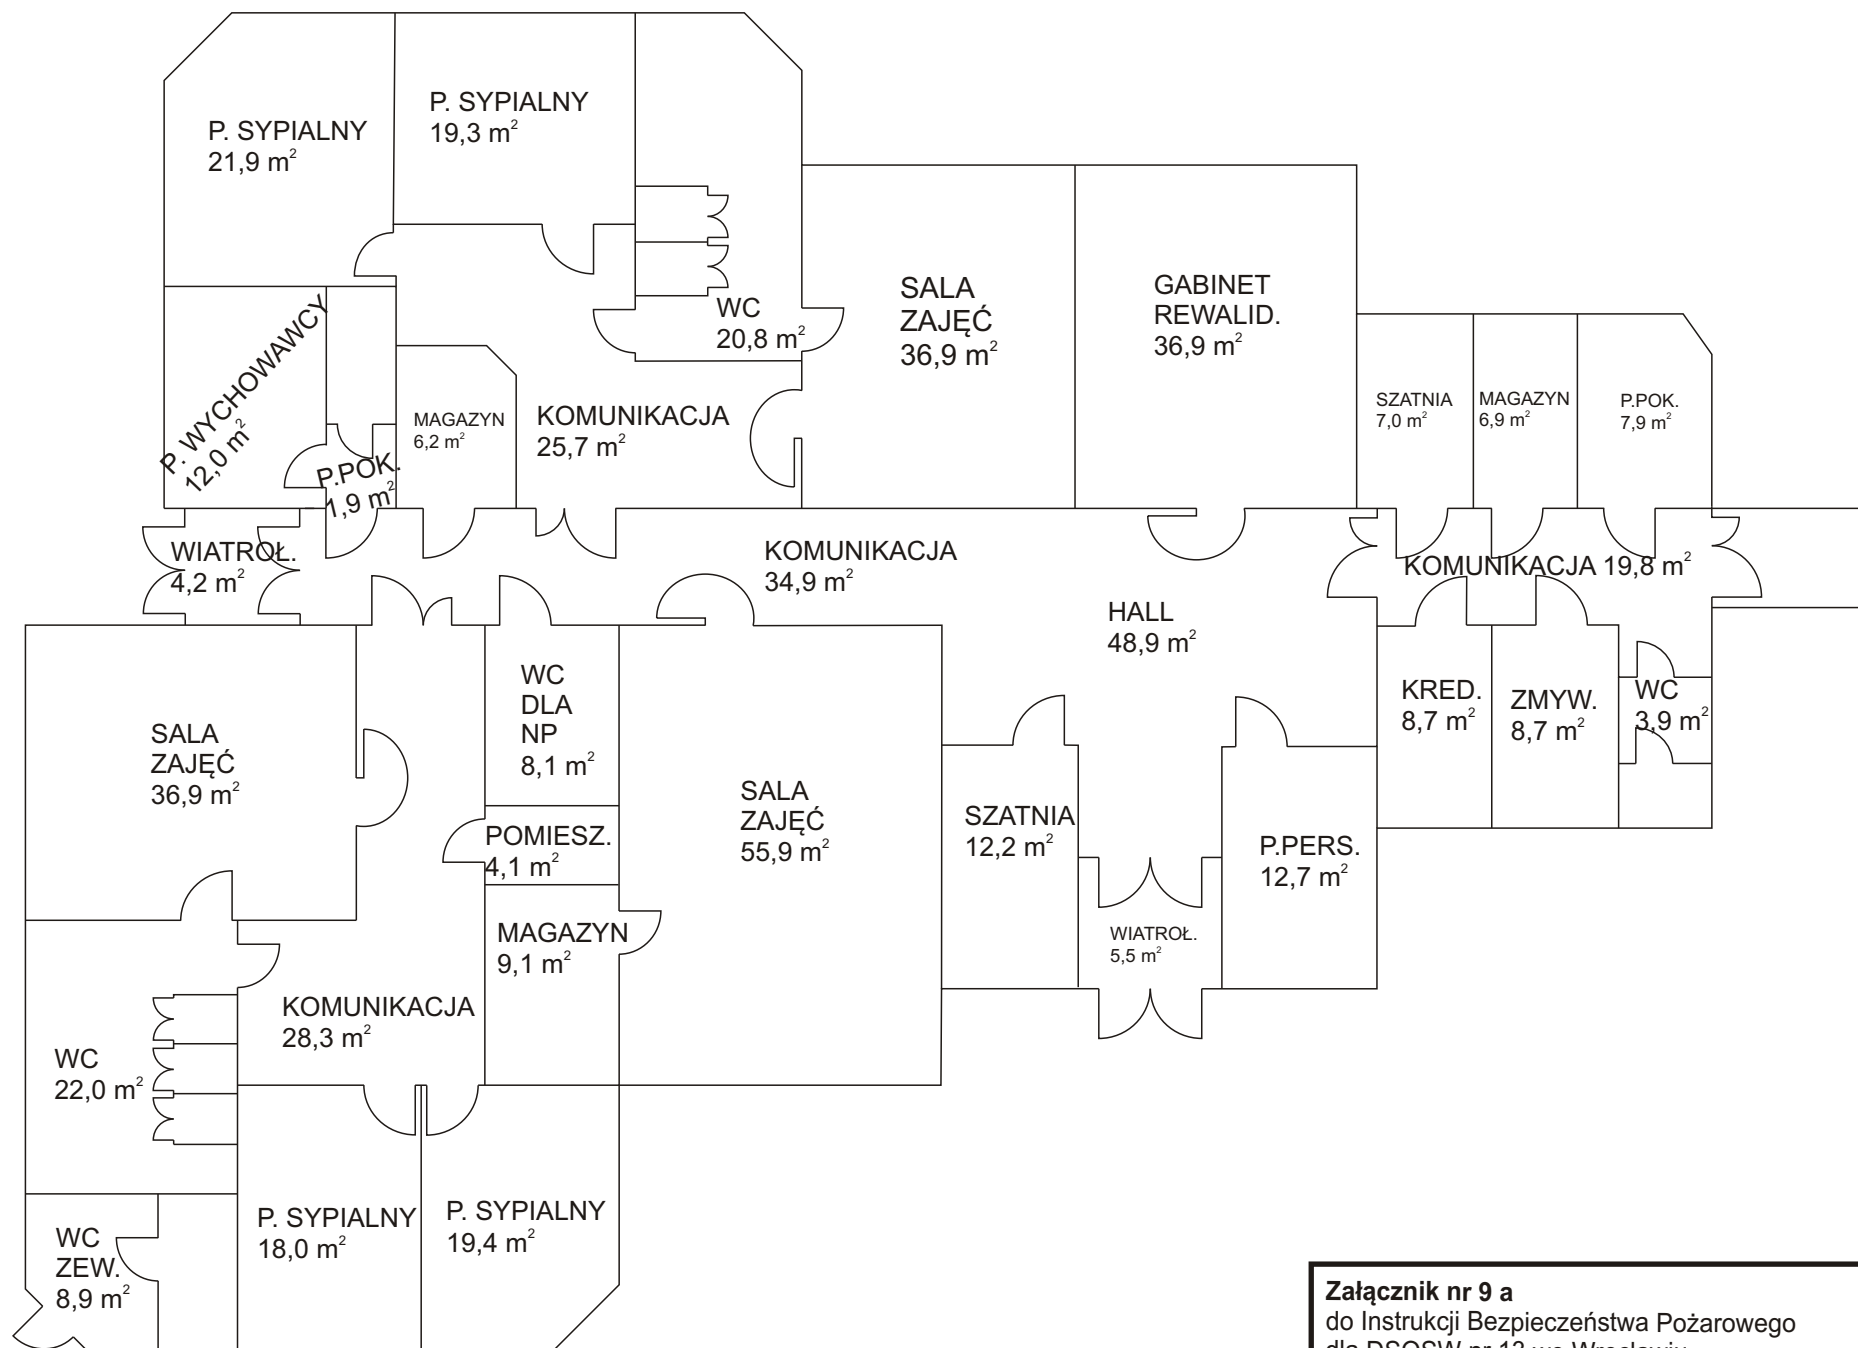 P. SYPIALNY
21,9 m²
P. SYPIALNY
19,3 m²
WC
20,8 m²
SALA
ZAJĘĆ
36,9 m²
GABINET
REWALID.
36,9 m²
P. WYCHOWAWCY
12,0 m²
P.POK.
1,9 m²
MAGAZYN
6,2 m²
KOMUNIKACJA
25,7 m²
SZATNIA
7,0 m²
MAGAZYN
6,9 m²
P.POK.
7,9 m²
WIATROŁ.
4,2 m²
KOMUNIKACJA
34,9 m²
KOMUNIKACJA 19,8 m²
HALL
48,9 m²
SALA
ZAJĘĆ
36,9 m²
WC
DLA
NP
8,1 m²
POMIESZ.
4,1 m²
SALA
ZAJĘĆ
55,9 m²
KRED.
8,7 m²
ZMYW.
8,7 m²
WC
3,9 m²
SZATNIA
12,2 m²
P.PERS.
12,7 m²
MAGAZYN
9,1 m²
WIATROŁ.
5,5 m²
KOMUNIKACJA
28,3 m²
WC
22,0 m²
WC
ZEW.
8,9 m²
P. SYPIALNY
18,0 m²
P. SYPIALNY
19,4 m²
Załącznik nr 9 a
do Instrukcji Bezpieczeństwa Pożarowego
dla DSOSW nr 13 we Wrocławiu